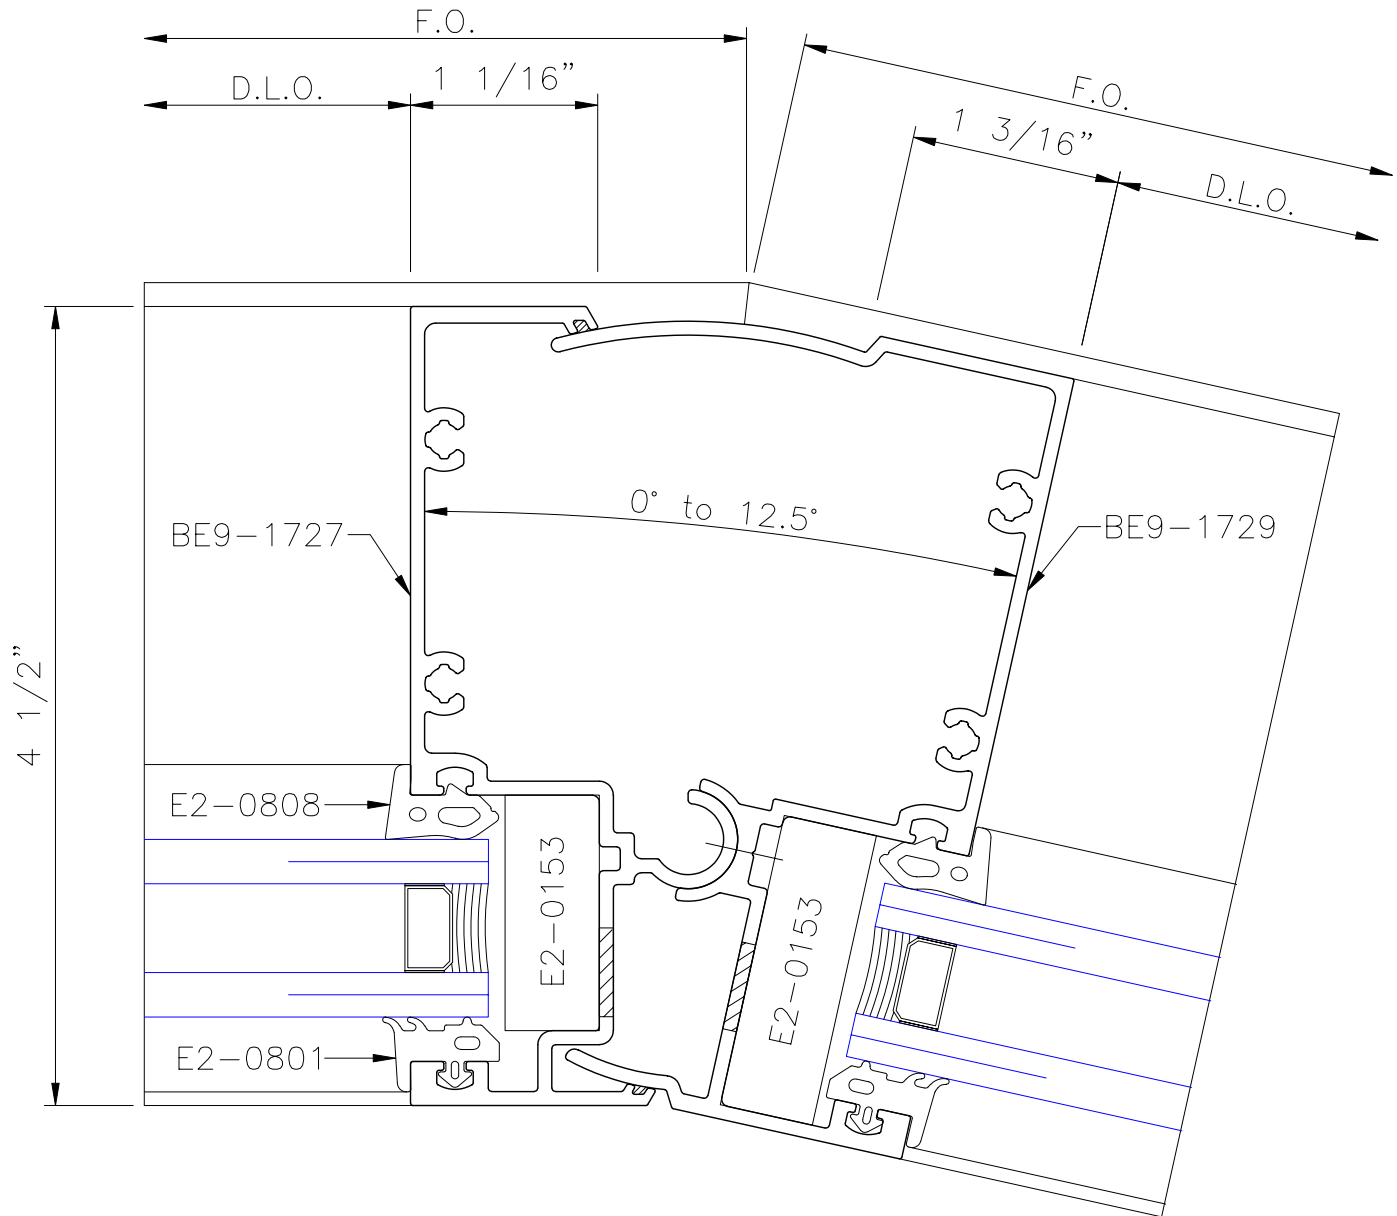 F.O.
D.L.O.
1 1/16”
F.O.
1 3/16”
D.L.O.
0° to 12.5°
BE9-1727
BE9-1729
4 1/2”
E2-0808
E2-0153
E2-0153
E2-0801